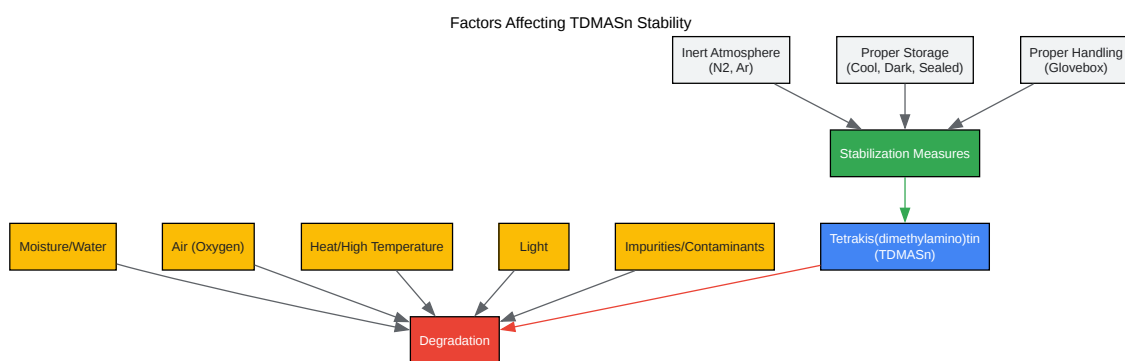 Factors Affecting TDMASn Stability
Inert Atmosphere
(N2, Ar)
Proper Storage
(Cool, Dark, Sealed)
Proper Handling
(Glovebox)
Stabilization Measures
Moisture/Water
Air (Oxygen)
Heat/High Temperature
Light
Impurities/Contaminants
Tetrakis(dimethylamino)tin
(TDMASn)
Degradation